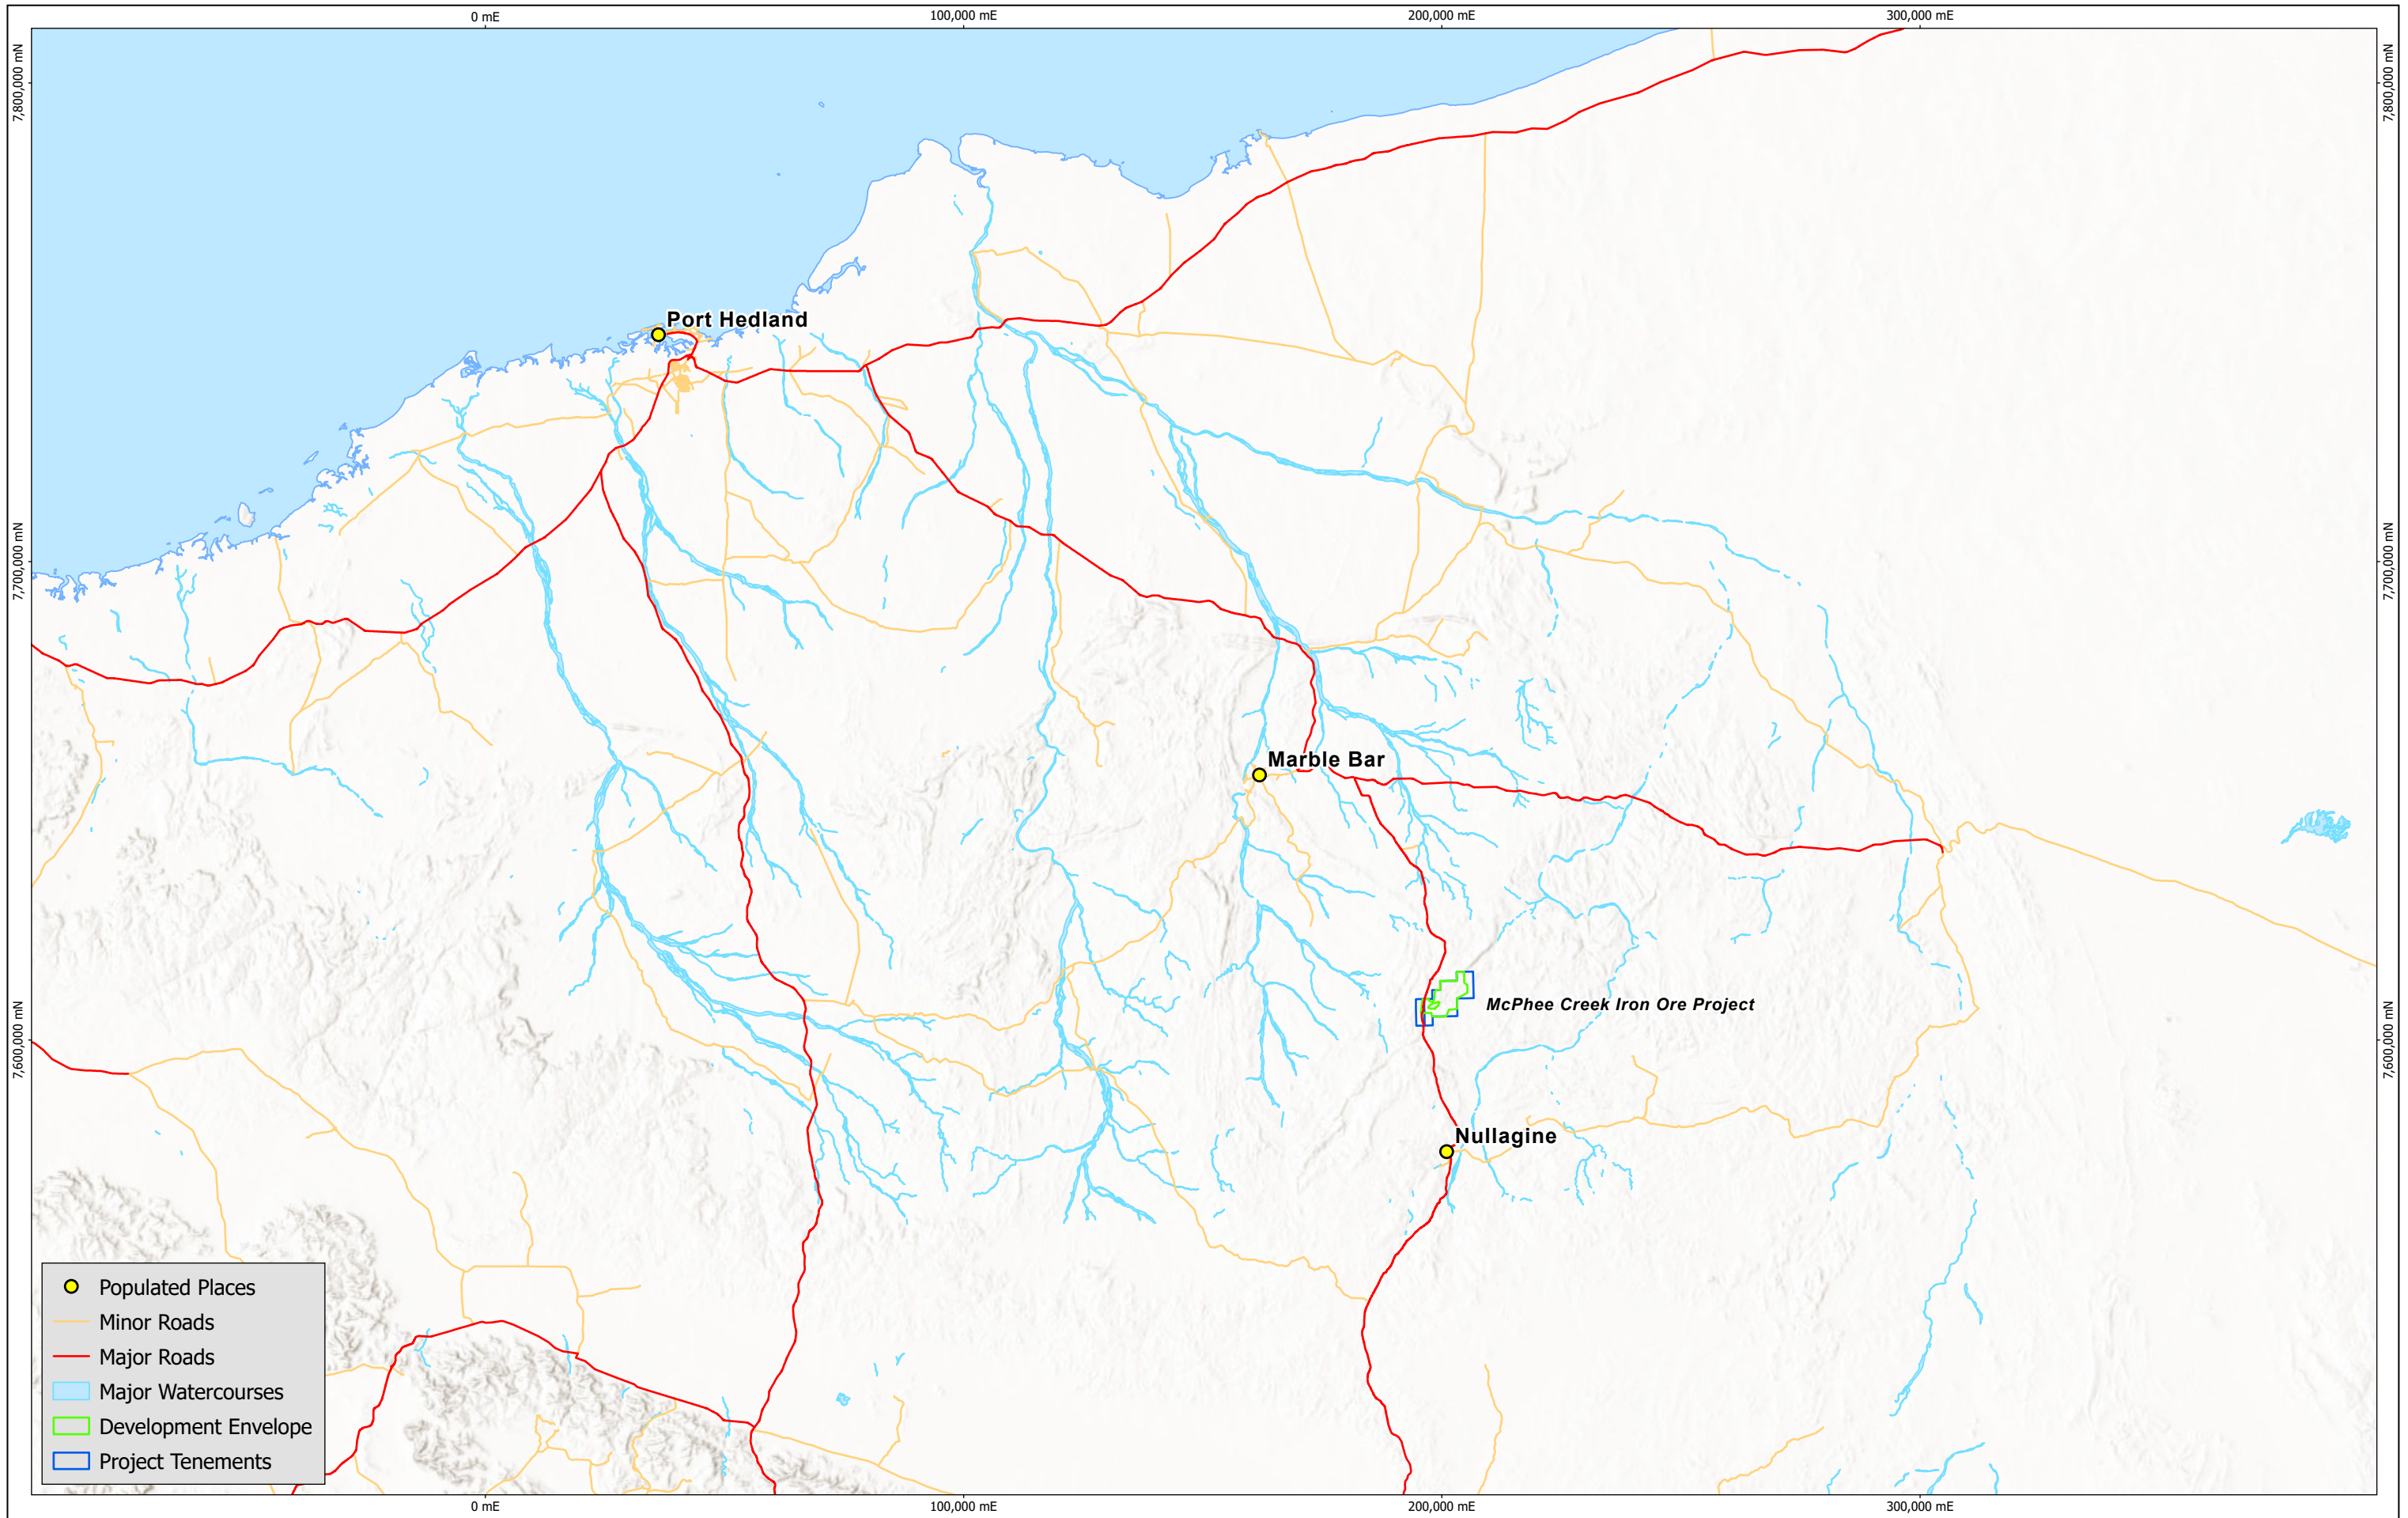 0 mE
100,000 mE
200,000 mE
300,000 mE
7,800,000 mN
7,800,000 mN
Port Hedland
7,700,000 mN
7,700,000 mN
Marble Bar
McPhee Creek Iron Ore Project
7,600,000 mN
7,600,000 mN
Nullagine
Populated Places
Minor Roads
Major Roads
Major Watercourses
Development Envelope
Project Tenements
0 mE
100,000 mE
200,000 mE
300,000 mE